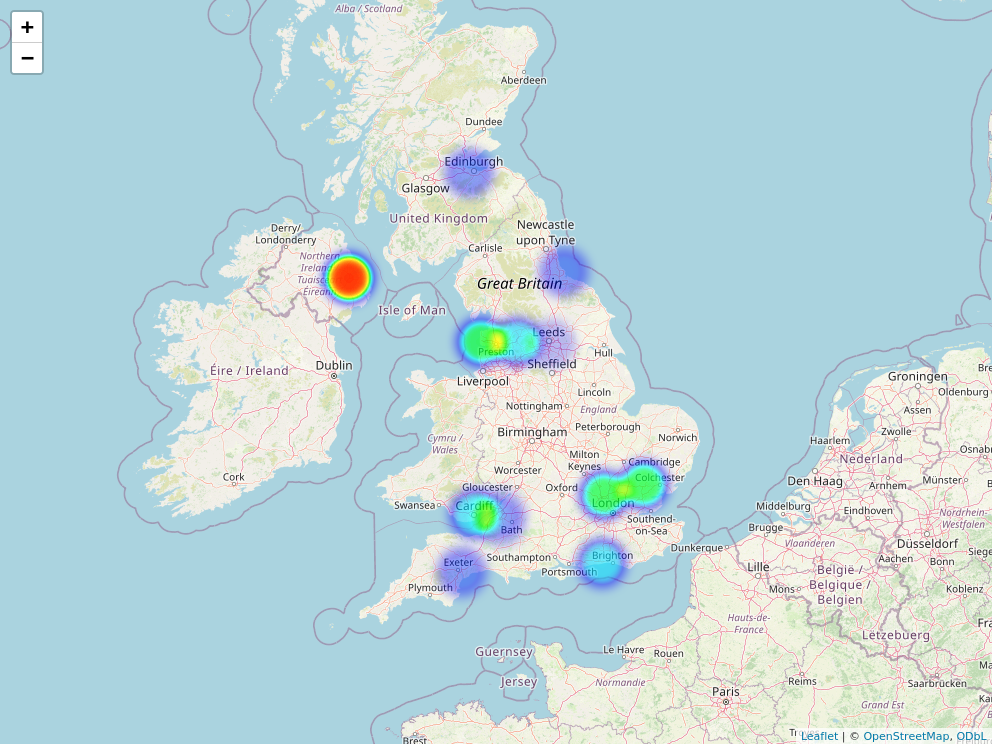 +
−
Alba / Scotland
Aberdeen
Dundee
Edinburgh
Glasgow
United Kingdom
Newcastle
upon Tyne
Derry/
Londonderry
Carlisle
Northern
Ireland
Great Britain
Isle of Man
Leeds
Preston
Hull
Sheffield
Dublin
Éire / Ireland
Liverpool
Lincoln
Nottingham
England
Peterborough
Birmingham
Norwich
Cymru /
Wales
Milton
Keynes
Cambridge
Worcester
Colchester
Cork
Gloucester
Oxford
Swansea
Cardiff
London
Southend-
on-Sea
Bath
Southampton
Brighton
Exeter
Portsmouth
Plymouth
Dunkerque
Groningen
Oldenburg
Assen
Zwolle
Haarlem
Nederland
Den Haag
Arnhem
Münster
Middelburg
Eindhoven
Nordrhein-
Westfalen
Brugge
Vlaanderen
Düsseldorf
Aachen
Bonn
Lille
België /
Belgique /
Belgien
Mons
Koblenz
Hauts-de-
France
Lëtzebuerg
Guernsey
Le Havre
Rouen
Jersey
Normandie
Reims
Saarbrücken
Paris
Grand Est
Brest
Leaflet | © OpenStreetMap, ODbL